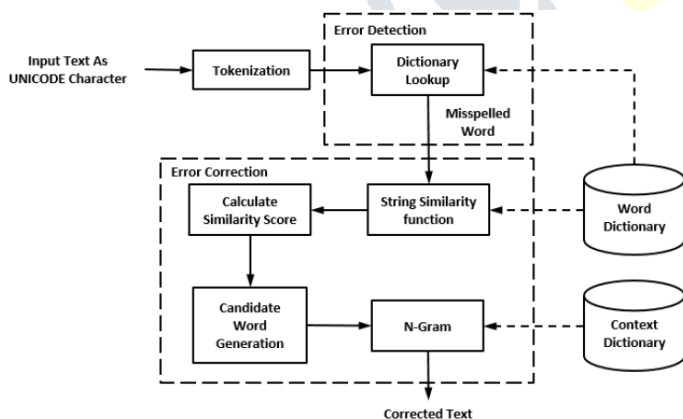 Error Detection
Input Text As
UNICODE Character
Tokenization
Dictionary
Lookup
Misspelled
Word
Error Correction
Calculate
Similarity Score
String Similarity
function
Word
Dictionary
Candidate
Word
Generation
N-Gram
Context
Dictionary
Corrected Text